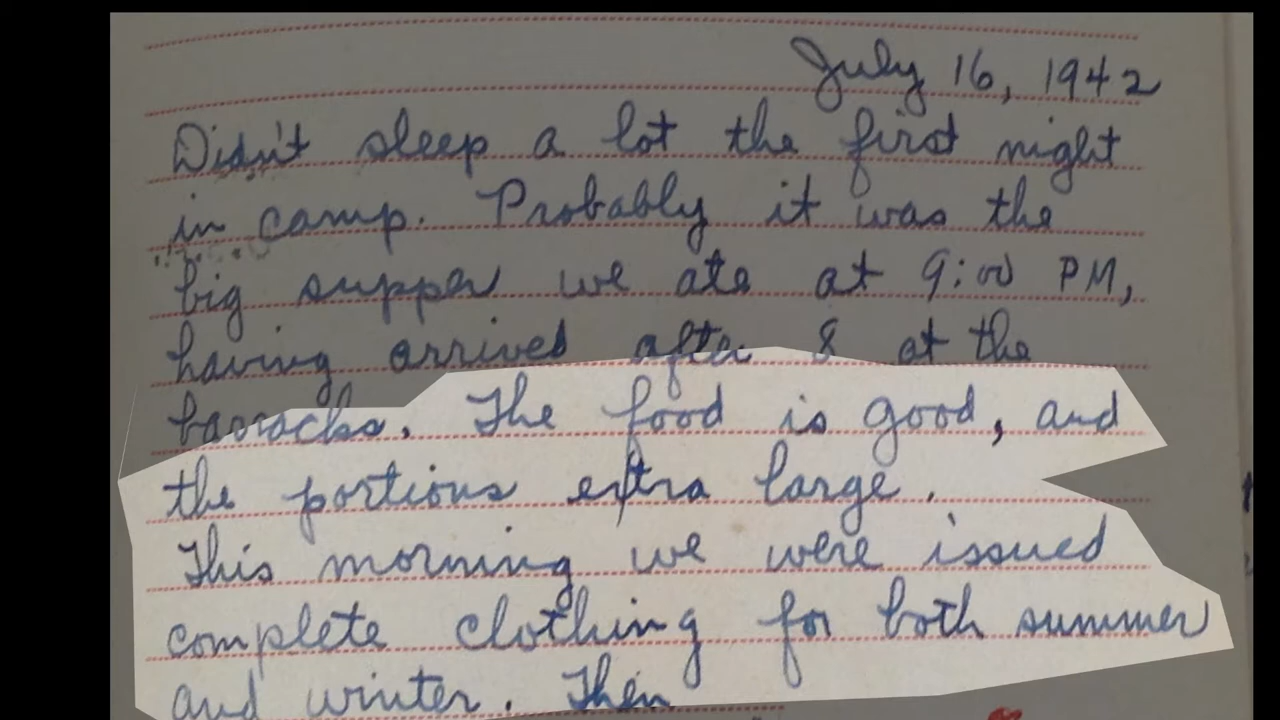 July 16, 1942
Didn't sleep a lot the first night
in camp. Probably it was the
big supper we ate at 9:00 PM,
having arrived after 8 at the
barracks. The food is good, and
the portions extra large.
This morning we were issued
complete clothing for both summer
and winter. Then